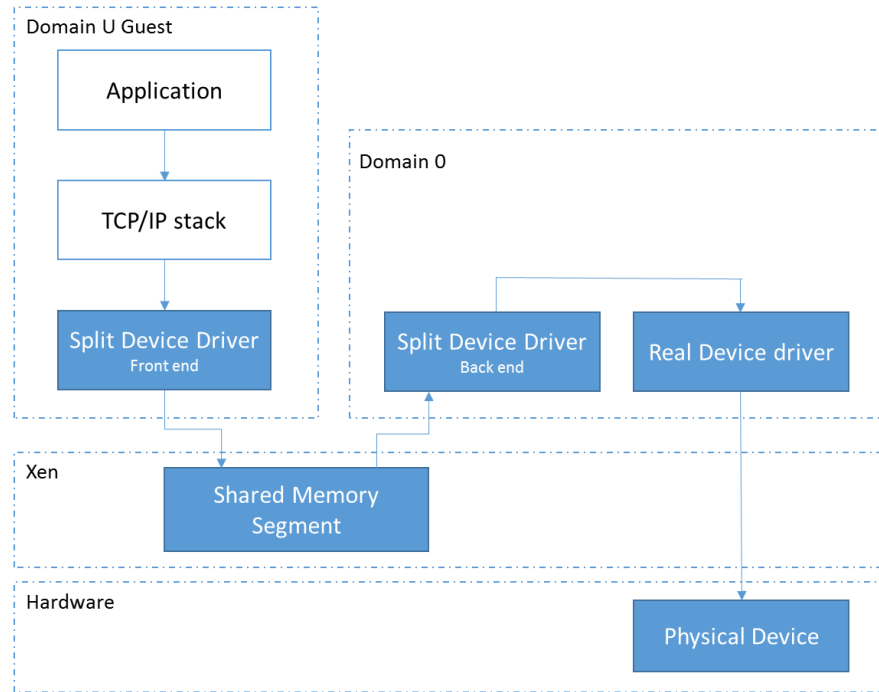 Domain U Guest
Application
TCP/IP stack
Split Device Driver
Front end
Domain 0
Split Device Driver
Back end
Real Device driver
Xen
Shared Memory
Segment
Hardware
Physical Device